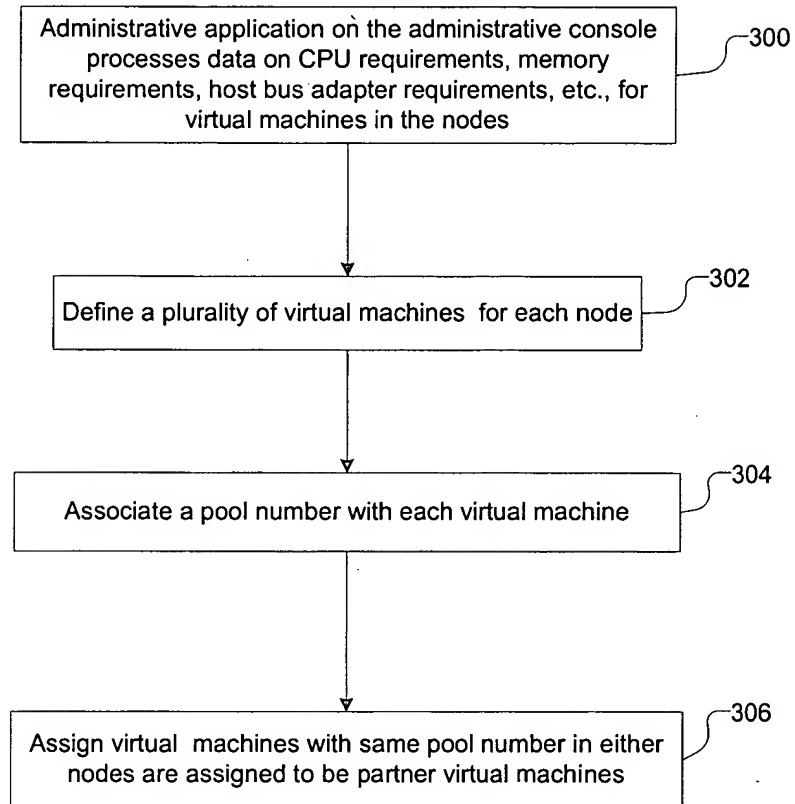 Administrative application on the administrative console
processes data on CPU requirements, memory
requirements, host bus adapter requirements, etc., for
virtual machines in the nodes
300
302
Define a plurality of virtual machines for each node
304
Associate a pool number with each virtual machine
306
Assign virtual machines with same pool number in either
nodes are assigned to be partner virtual machines